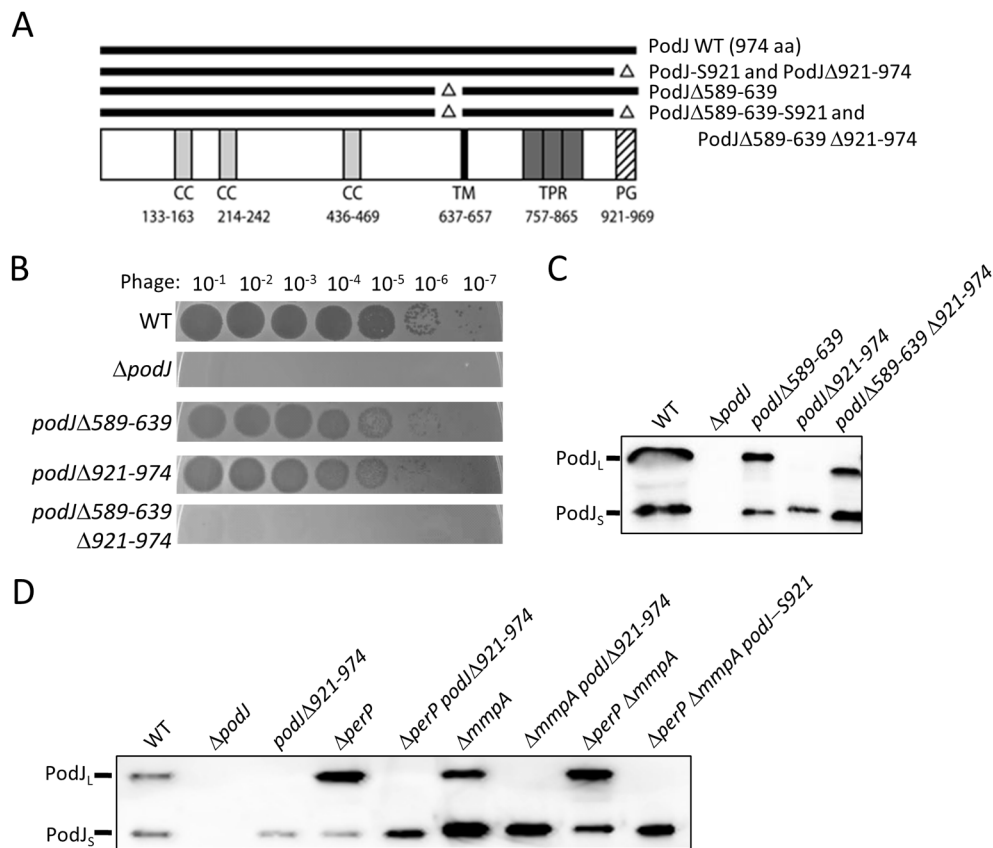 A
PodJ WT (974 aa)
Δ PodJ-S921 and PodJΔ921-974
Δ PodJΔ589-639
Δ Δ PodJΔ589-639-S921 and
PodJΔ589-639 Δ921-974
CC CC CC TM TPR PG
133-163 214-242 436-469 637-657 757-865 921-969
B
Phage: 10⁻¹ 10⁻² 10⁻³ 10⁻⁴ 10⁻⁵ 10⁻⁶ 10⁻⁷
WT
ΔpodJ
podJΔ589-639
podJΔ921-974
podJΔ589-639
Δ921-974
C
WT
ΔpodJ
podJΔ589-639
podJΔ921-974
podJΔ589-639 Δ921-974
PodJL
PodJS
D
WT
ΔpodJ
podJΔ921-974
ΔperP
ΔperP podJΔ921-974
ΔmmpA
ΔmmpA podJΔ921-974
ΔperP ΔmmpA
ΔperP ΔmmpA podJ–S921
PodJL
PodJS